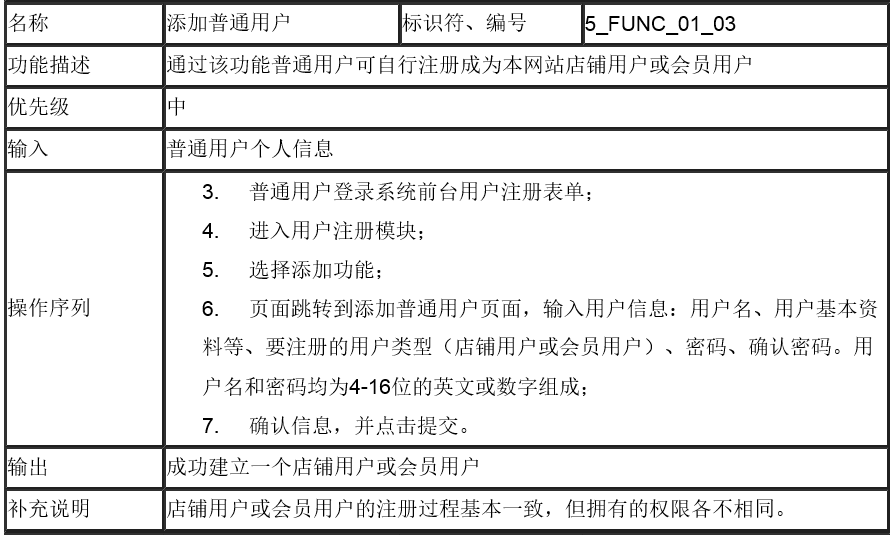 名称 添加普通用户 标识符、编号 5_FUNC_01_03
功能描述 通过该功能普通用户可自行注册成为本网站店铺用户或会员用户
优先级 中
输入 普通用户个人信息
操作序列
3. 普通用户登录系统前台用户注册表单；
4. 进入用户注册模块；
5. 选择添加功能；
6. 页面跳转到添加普通用户页面，输入用户信息：用户名、用户基本资
料等、要注册的用户类型（店铺用户或会员用户）、密码、确认密码。用
户名和密码均为4-16位的英文或数字组成；
7. 确认信息，并点击提交。
输出 成功建立一个店铺用户或会员用户
补充说明 店铺用户或会员用户的注册过程基本一致，但拥有的权限各不相同。